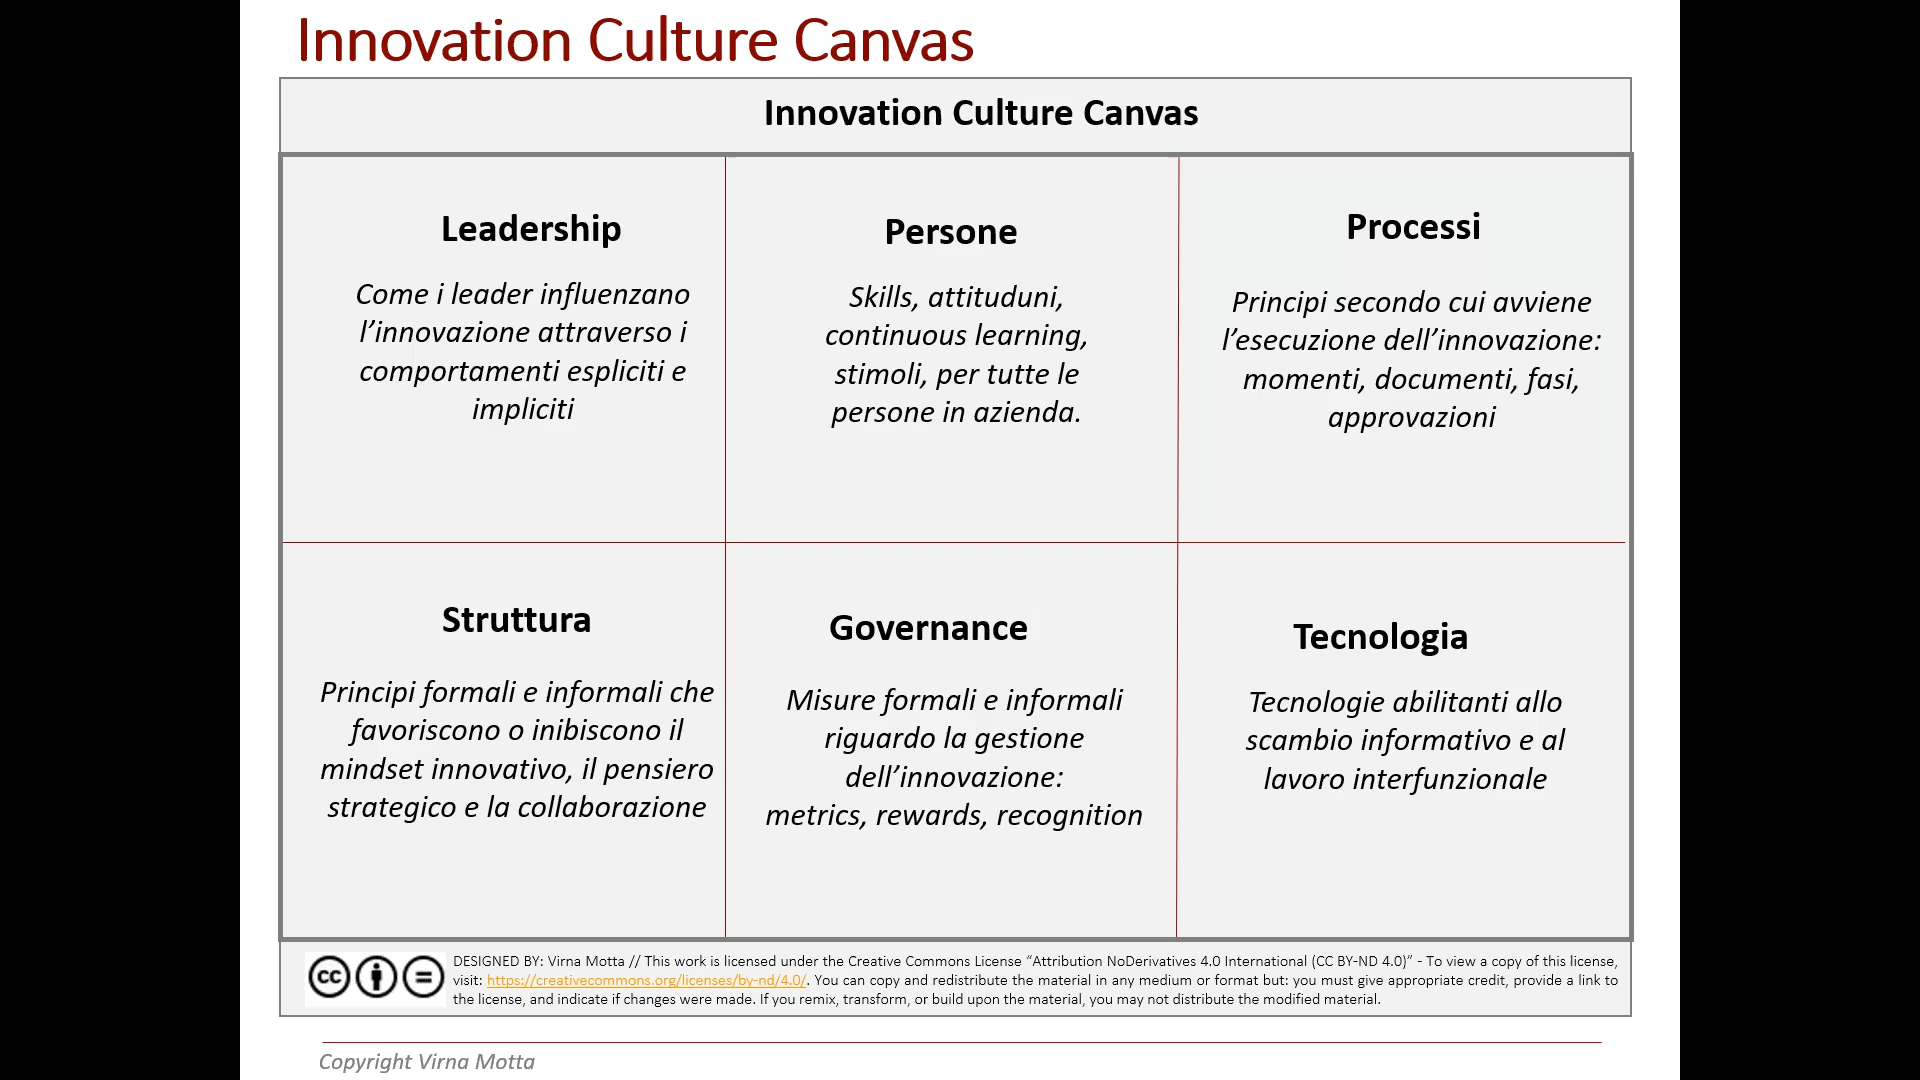 Innovation Culture Canvas
Innovation Culture Canvas
Leadership
Come i leader influenzano
l’innovazione attraverso i
comportamenti espliciti e
impliciti
Persone
Skills, attituduni,
continuous learning,
stimoli, per tutte le
persone in azienda.
Processi
Principi secondo cui avviene
l’esecuzione dell’innovazione:
momenti, documenti, fasi,
approvazioni
Struttura
Principi formali e informali che
favoriscono o inibiscono il
mindset innovativo, il pensiero
strategico e la collaborazione
Governance
Misure formali e informali
riguardo la gestione
dell’innovazione:
metrics, rewards, recognition
Tecnologia
Tecnologie abilitanti allo
scambio informativo e al
lavoro interfunzionale
cc
DESIGNED BY: Virna Motta // This work is licensed under the Creative Commons License “Attribution NoDerivatives 4.0 International (CC BY-ND 4.0)” - To view a copy of this license,
visit: https://creativecommons.org/licenses/by-nd/4.0/. You can copy and redistribute the material in any medium or format but: you must give appropriate credit, provide a link to
the license, and indicate if changes were made. If you remix, transform, or build upon the material, you may not distribute the modified material.
Copyright Virna Motta